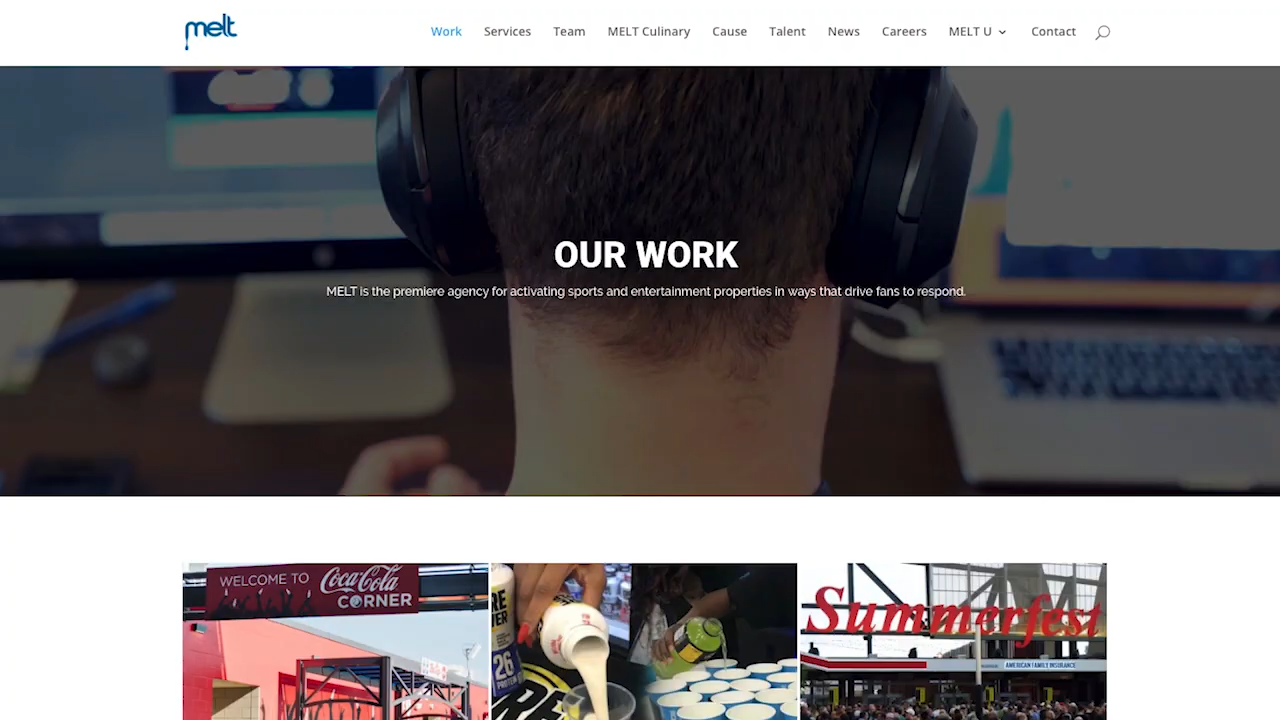 melt
Work Services Team MELT Culinary Cause Talent News Careers MELT U Contact
OUR WORK
MELT is the premiere agency for activating sports and entertainment properties in ways that drive fans to respond.
WELCOME TO Coca-Cola
CORNER
26
Summerfest
AMERICAN FAMILY INSURANCE